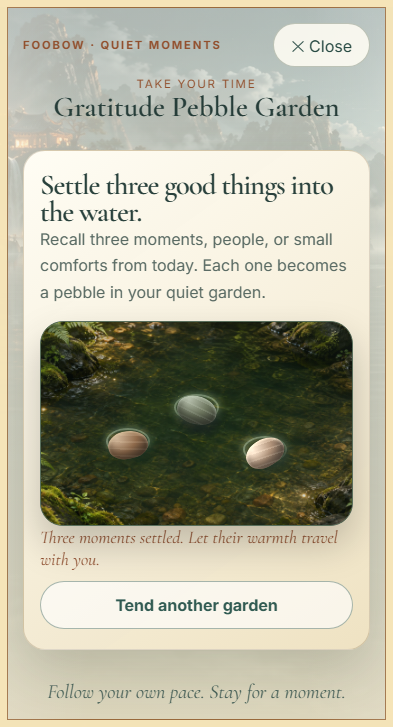 FOOBOW · QUIET MOMENTS
× Close
TAKE YOUR TIME
Gratitude Pebble Garden
Settle three good things into
the water.
Recall three moments, people, or small
comforts from today. Each one becomes
a pebble in your quiet garden.
Three moments settled. Let their warmth travel
with you.
Tend another garden
Follow your own pace. Stay for a moment.